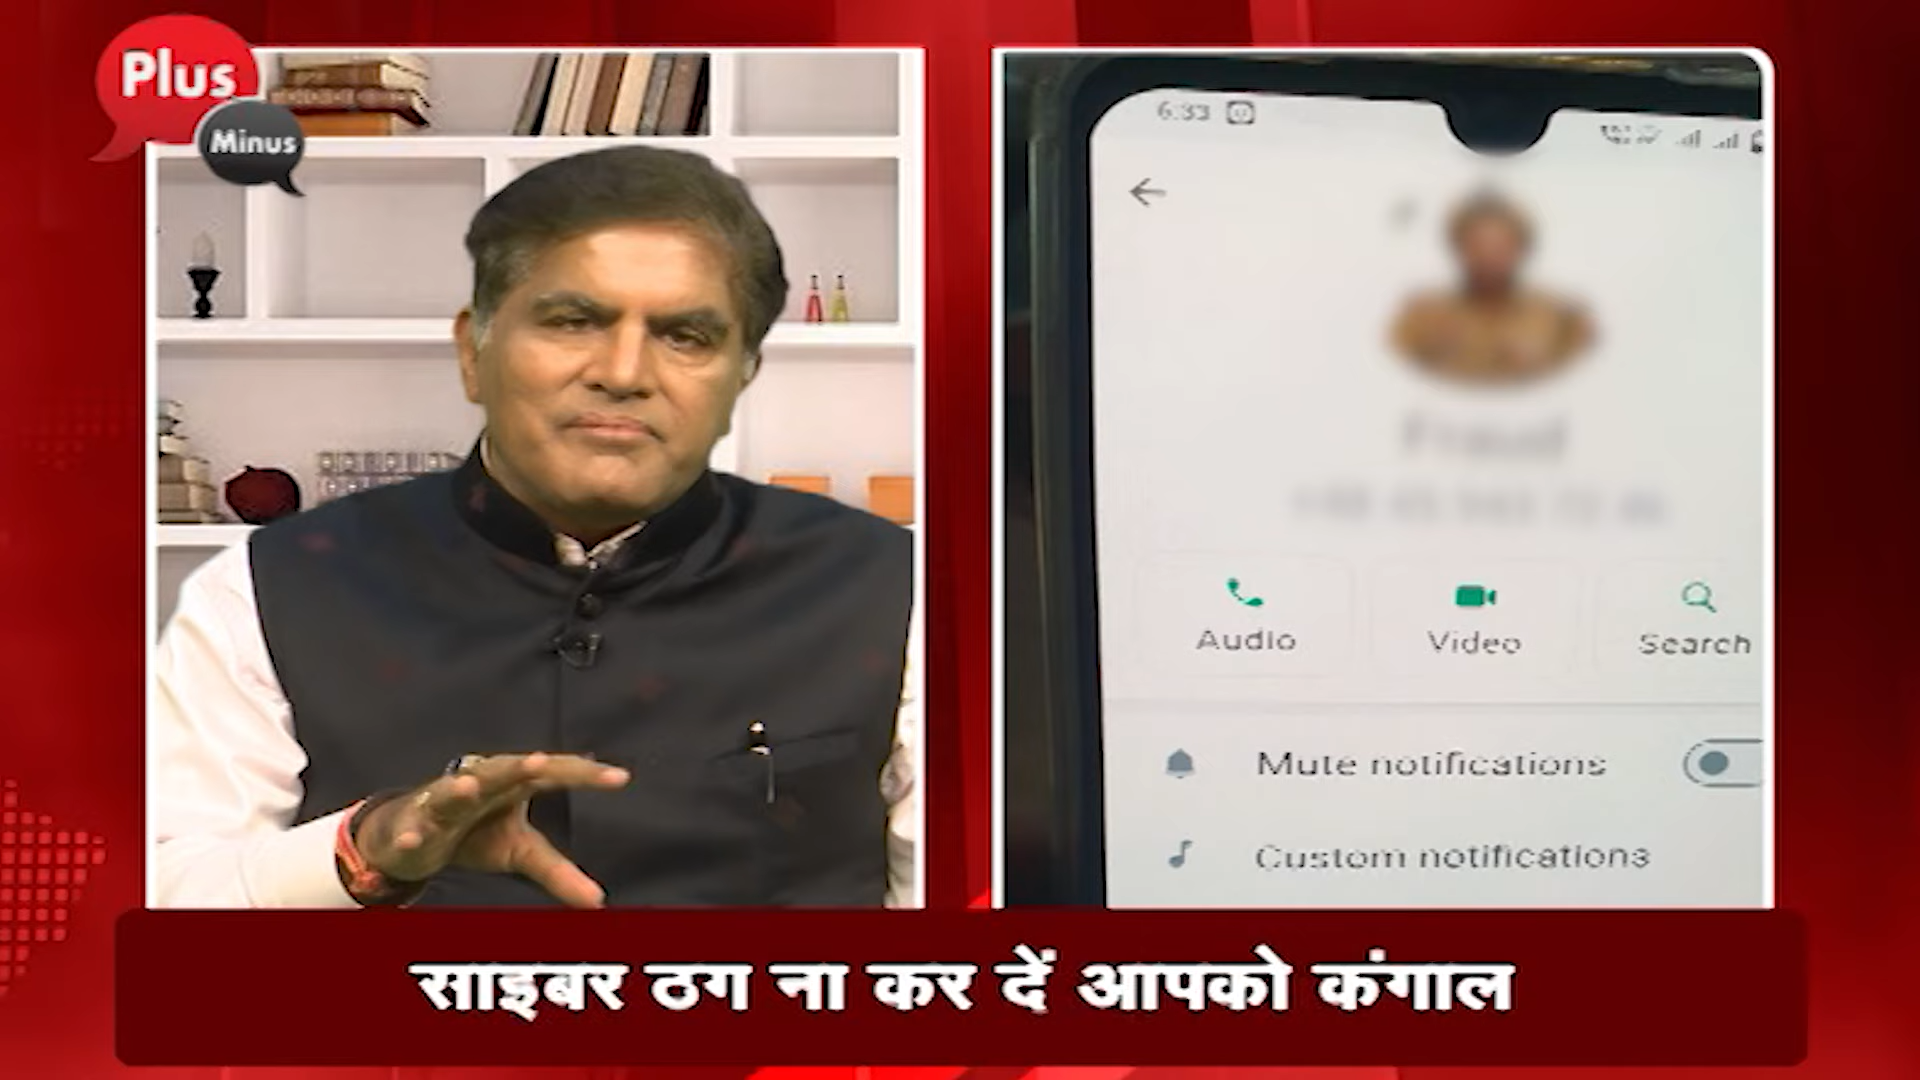 Plus
Minus
6:33
Audio
Video
Search
Mute notifications
Custom notifications
साइबर ठग ना कर दें आपको कंगाल